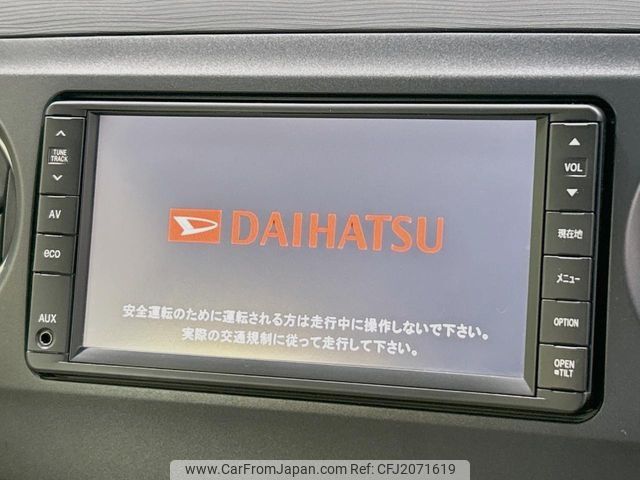 TUNE
TRACK
AV
eco
AUX
DAIHATSU
安全運転のために運転される方は走行中に操作しないで下さい。
実際の交通規制に従って走行して下さい。
VOL
現在地
メニュー
OPTION
OPEN
TILT
www.CarFromJapan.com | Ref. CFJ2071619